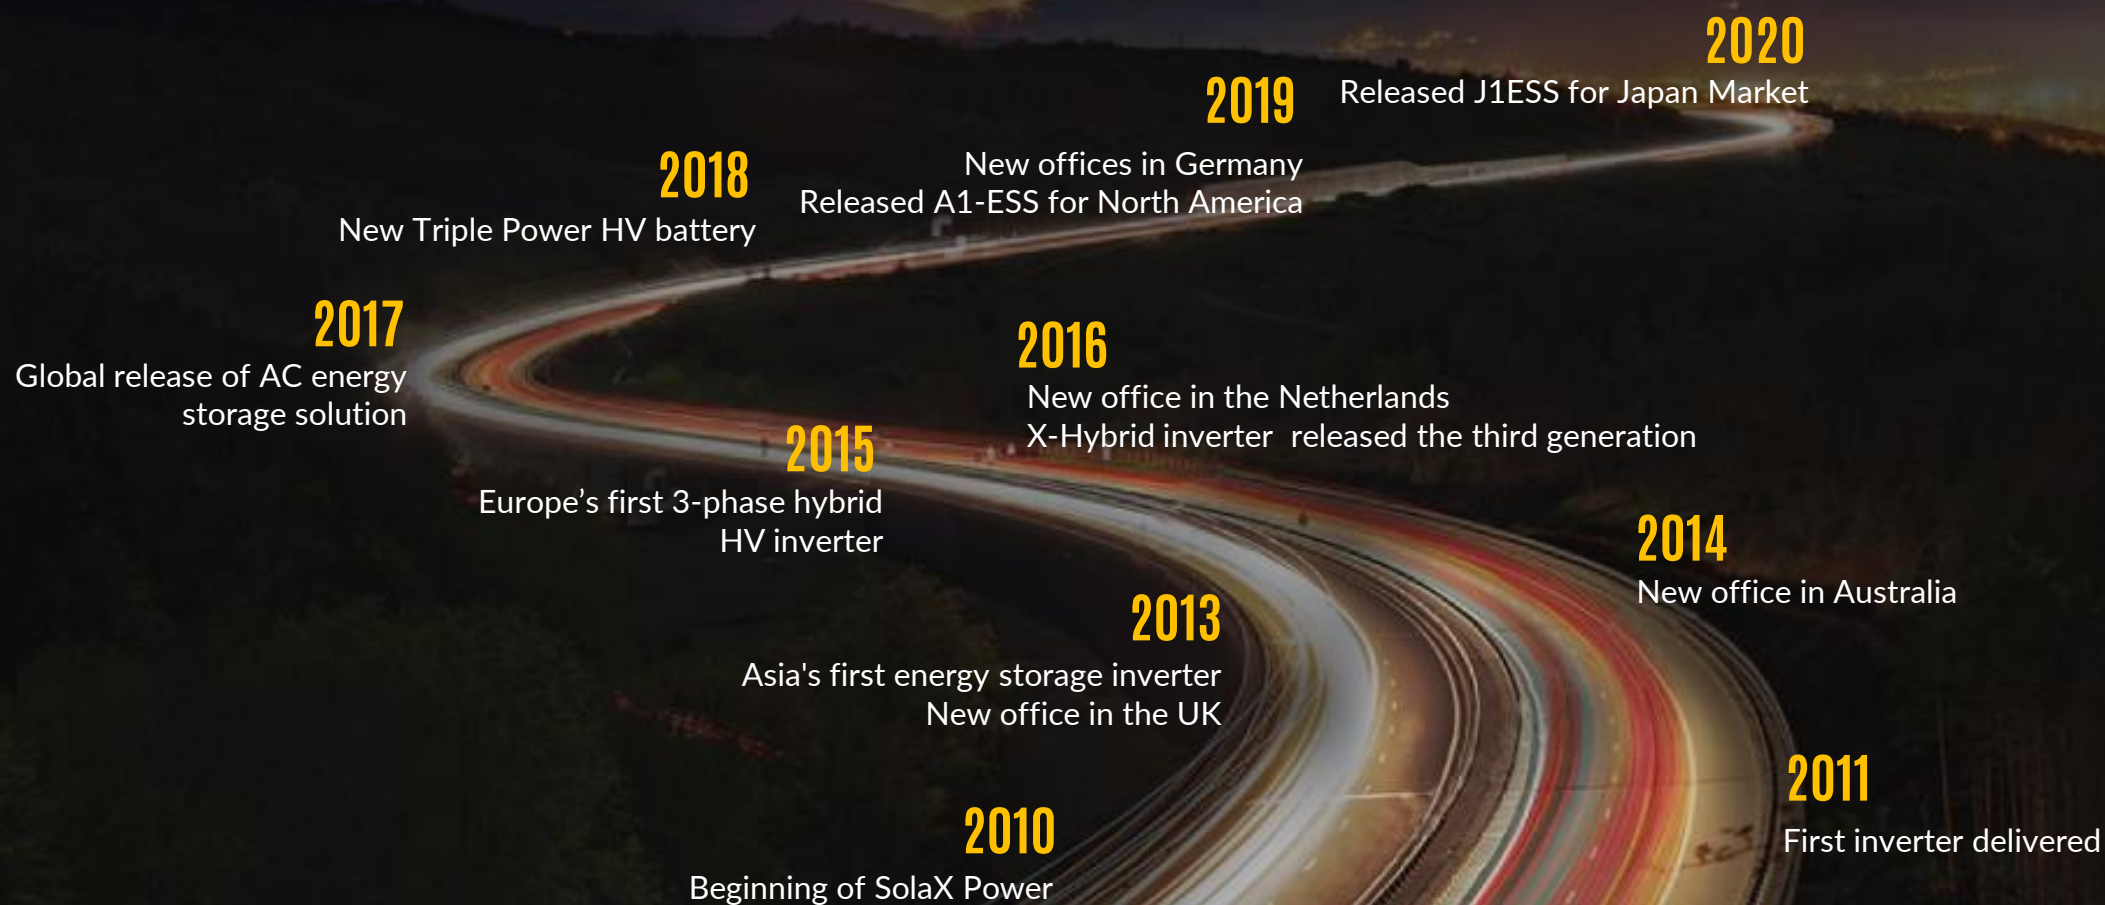 2020
Released J1ESS for Japan Market
2019
New offices in Germany
Released A1-ESS for North America
2018
New Triple Power HV battery
2017
Global release of AC energy
storage solution
2016
New office in the Netherlands
X-Hybrid inverter  released the third generation
2015
Europe’s first 3-phase hybrid
HV inverter
2014
New office in Australia
2013
Asia's first energy storage inverter
New office in the UK
2011
First inverter delivered
2010
Beginning of SolaX Power